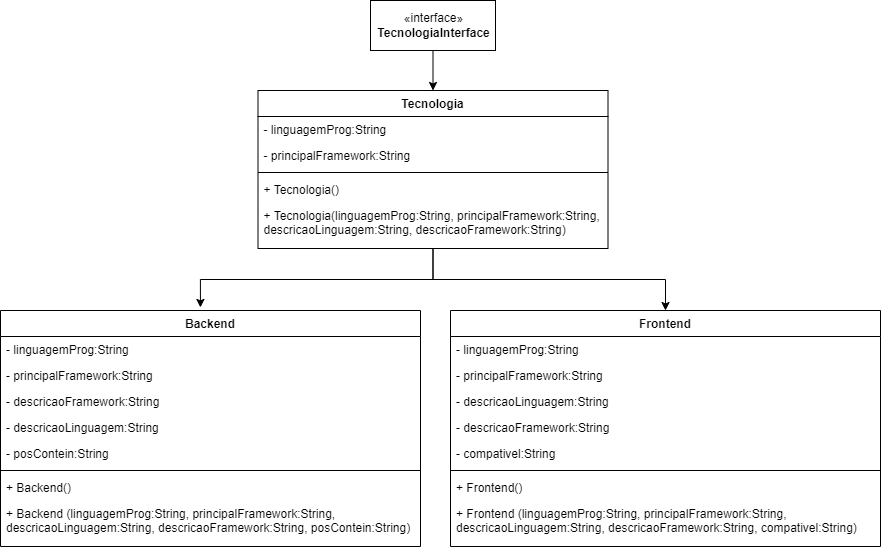 «interface»
TecnologiaInterface
Tecnologia
- linguagemProg:String
- principalFramework:String
+ Tecnologia()
+ Tecnologia(linguagemProg:String, principalFramework:String,
descricaoLinguagem:String, descricaoFramework:String)
Backend
- linguagemProg:String
- principalFramework:String
- descricaoFramework:String
- descricaoLinguagem:String
- posContein:String
+ Backend()
+ Backend (linguagemProg:String, principalFramework:String,
descricaoLinguagem:String, descricaoFramework:String, posContein:String)
Frontend
- linguagemProg:String
- principalFramework:String
- descricaoLinguagem:String
- descricaoFramework:String
- compativel:String
+ Frontend()
+ Frontend (linguagemProg:String, principalFramework:String,
descricaoLinguagem:String, descricaoFramework:String, compativel:String)